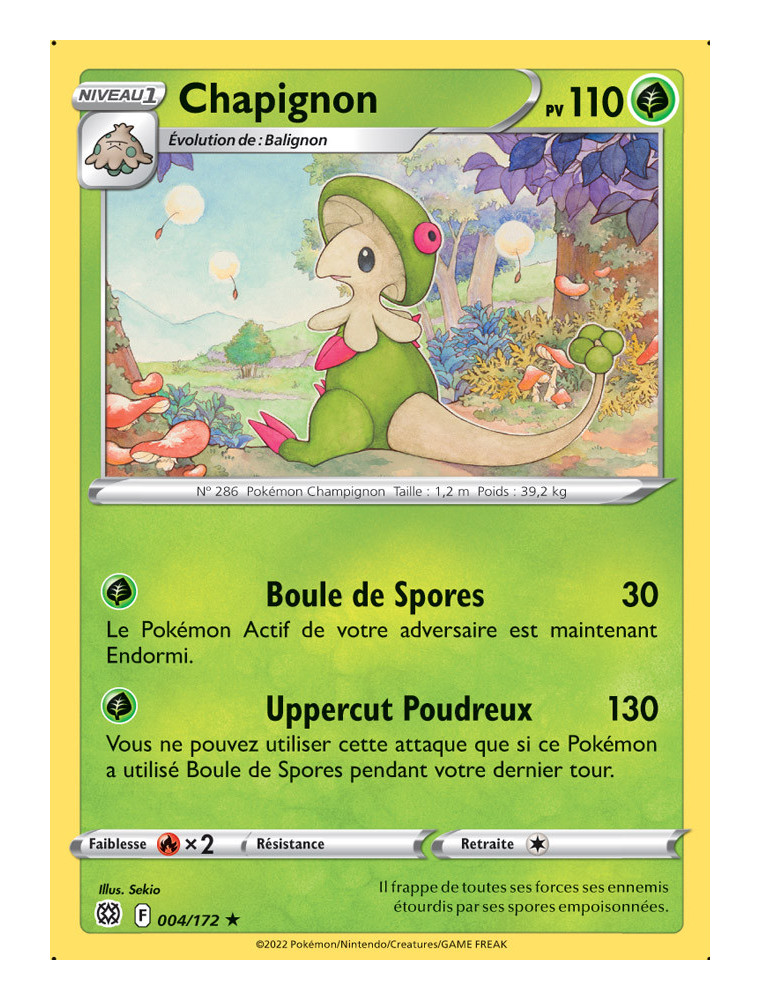 NIVEAU 1
Chapignon
PV 110
Évolution de : Balignon
N° 286 Pokémon Champignon Taille : 1,2 m Poids : 39,2 kg
Boule de Spores 30
Le Pokémon Actif de votre adversaire est maintenant
Endormi.
Uppercut Poudreux 130
Vous ne pouvez utiliser cette attaque que si ce Pokémon
a utilisé Boule de Spores pendant votre dernier tour.
Faiblesse ×2 Résistance Retraite
Illus. Sekio
Il frappe de toutes ses forces ses ennemis
étourdis par ses spores empoisonnées.
F 004/172 ★
©2022 Pokémon/Nintendo/Creatures/GAME FREAK